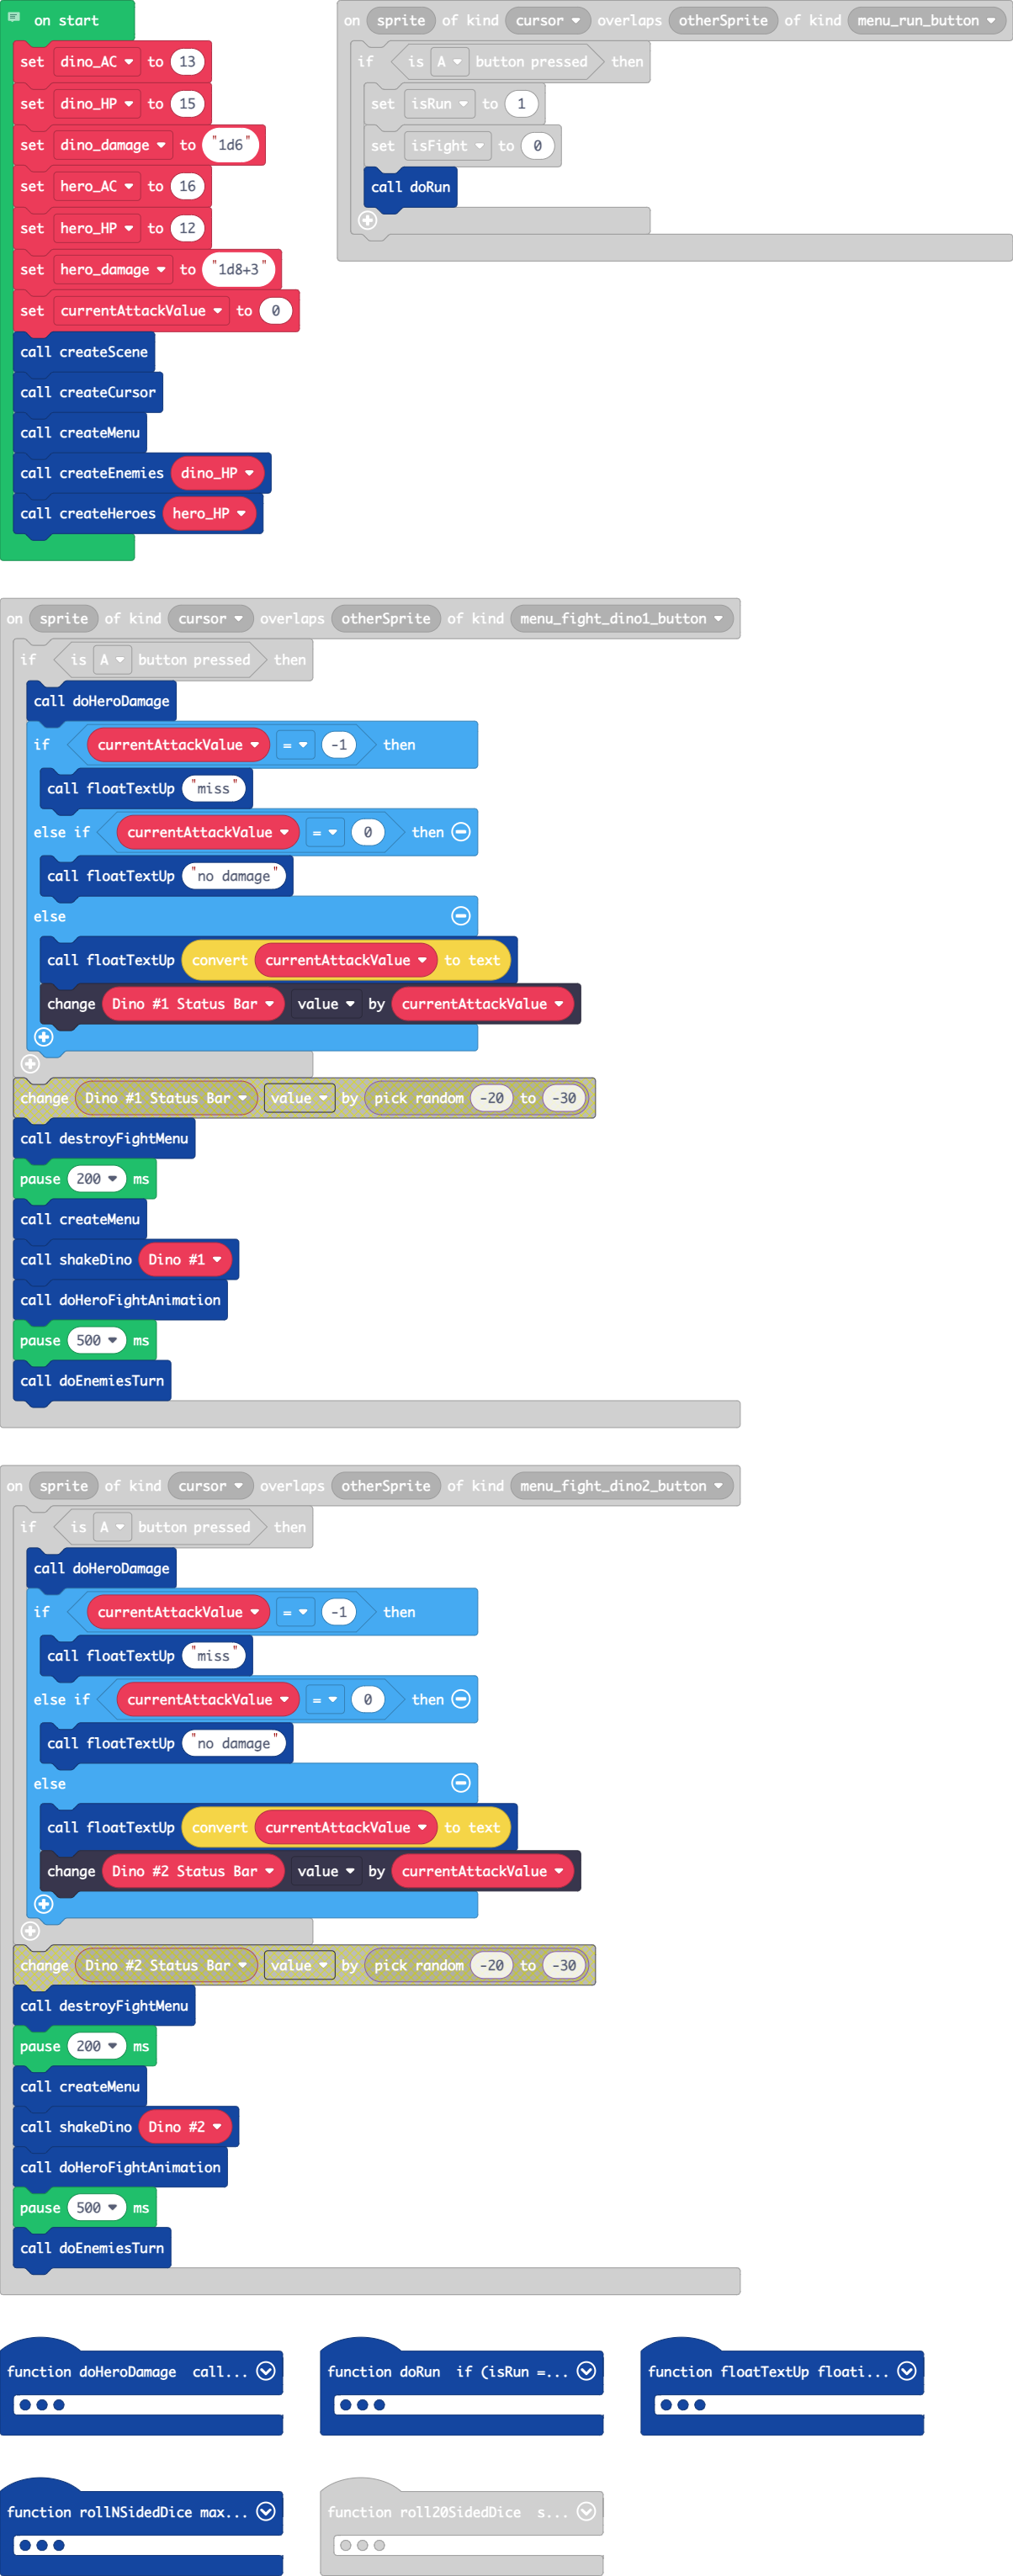 on start
set dino_AC to 13
set dino_HP to 15
set dino_damage to "1d6"
set hero_AC to 16
set hero_HP to 12
set hero_damage to "1d8+3"
set currentAttackValue to 0
call createScene
call createCursor
call createMenu
call createEnemies dino_HP
call createHeroes hero_HP
on sprite of kind cursor overlaps otherSprite of kind menu_run_button
if is A button pressed then
set isRun to 1
set isFight to 0
call doRun
on sprite of kind cursor overlaps otherSprite of kind menu_fight_dino1_button
if is A button pressed then
call doHeroDamage
if currentAttackValue = -1 then
call floatTextUp "miss"
else if currentAttackValue = 0 then
call floatTextUp "no damage"
else
call floatTextUp convert currentAttackValue to text
change Dino #1 Status Bar value by currentAttackValue
change Dino #1 Status Bar value by pick random -20 to -30
call destroyFightMenu
pause 200 ms
call createMenu
call shakeDino Dino #1
call doHeroFightAnimation
pause 500 ms
call doEnemiesTurn
on sprite of kind cursor overlaps otherSprite of kind menu_fight_dino2_button
if is A button pressed then
call doHeroDamage
if currentAttackValue = -1 then
call floatTextUp "miss"
else if currentAttackValue = 0 then
call floatTextUp "no damage"
else
call floatTextUp convert currentAttackValue to text
change Dino #2 Status Bar value by currentAttackValue
change Dino #2 Status Bar value by pick random -20 to -30
call destroyFightMenu
pause 200 ms
call createMenu
call shakeDino Dino #2
call doHeroFightAnimation
pause 500 ms
call doEnemiesTurn
function doHeroDamage call...
function doRun if (isRun =...
function floatTextUp floati...
function rollNSidedDice max...
function roll20SidedDice s...